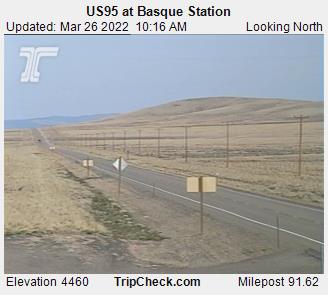 US95 at Basque Station
Updated: Mar 26 2022 10:16 AM Looking North
Elevation 4460 TripCheck.com Milepost 91.62